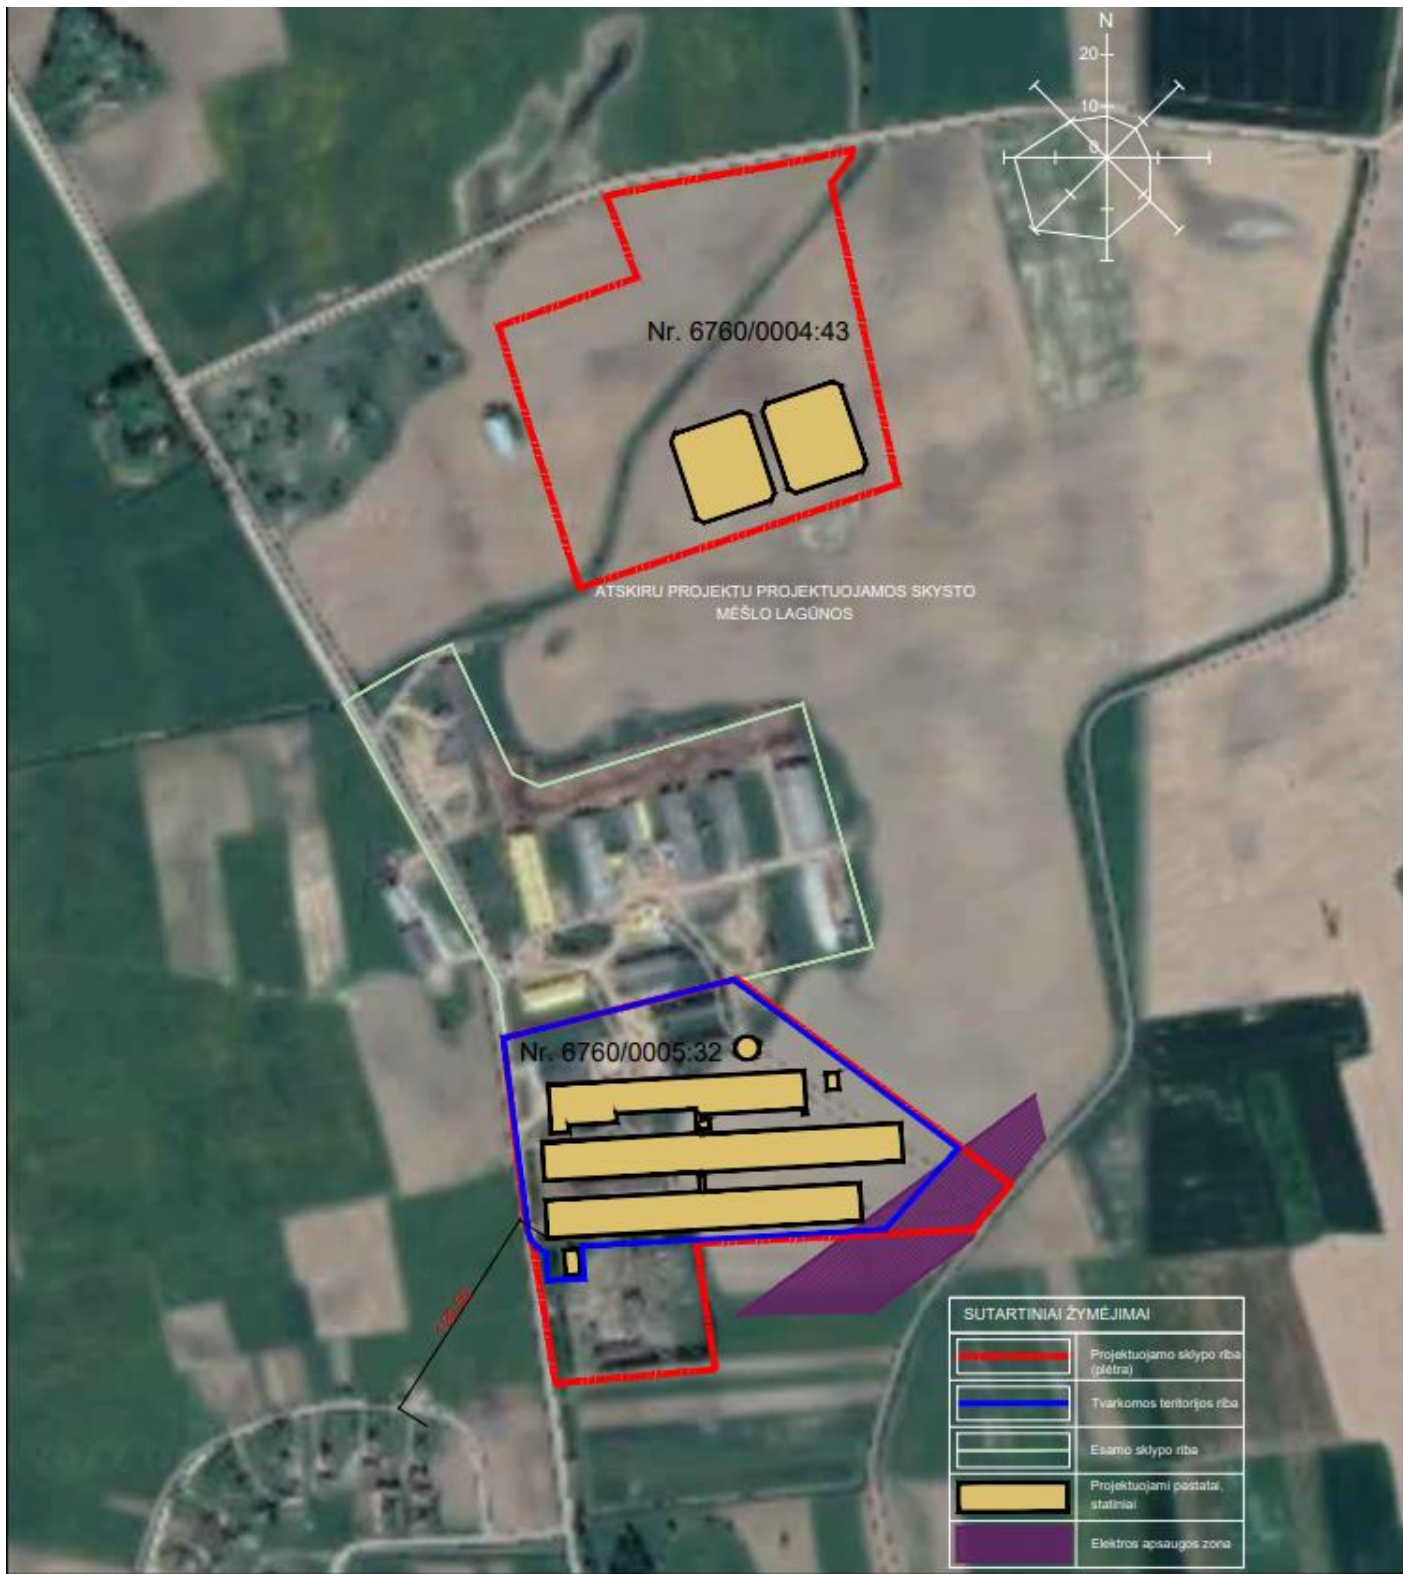 N
20
10
0
Nr. 6760/0004:43
ATSKIRU PROJEKTU PROJEKTUOJAMOS SKYSTO
MĖŠLO LAGŪNOS
Nr. 6760/0005:32
SUTARTINIAI ŽYMĖJIMAI
Projektuojamo sklypo riba
(plėtra)
Tvarkomos teritorijos riba
Esamo sklypo riba
Projektuojami pastatai,
statiniai
Elektros apsaugos zona